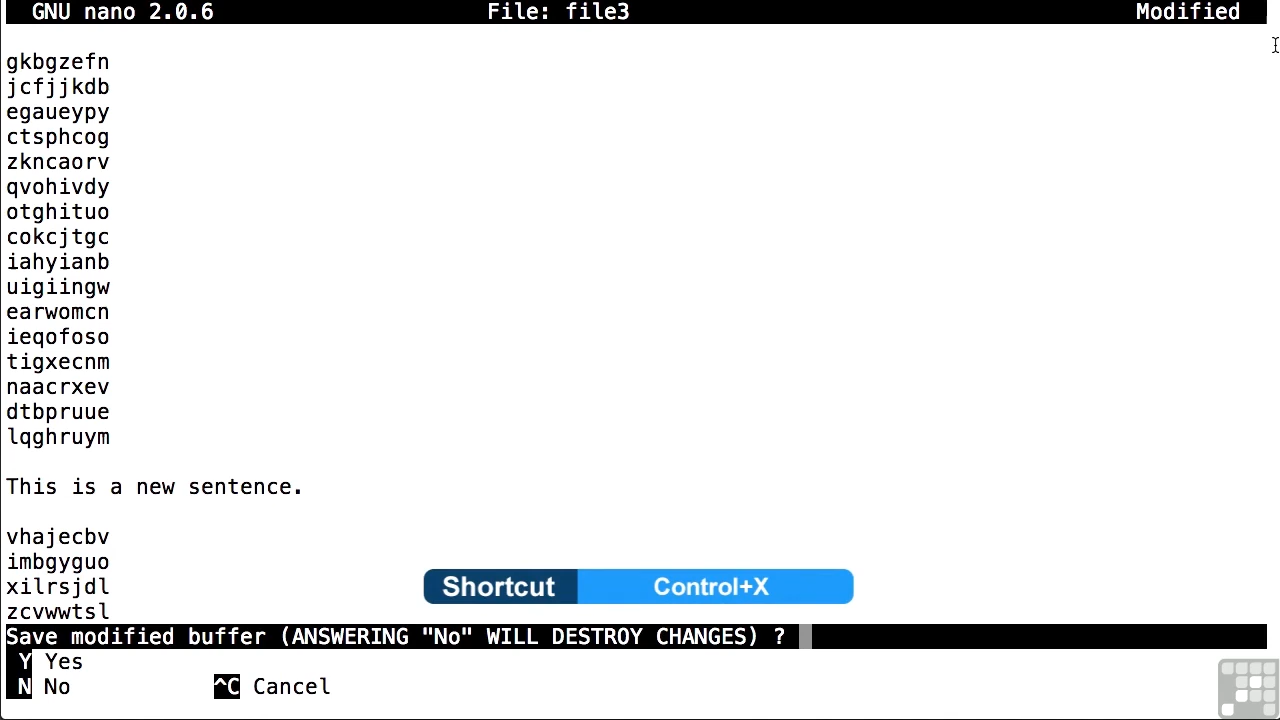 GNU nano 2.0.6 File: file3 Modified
gkbgzefn
jcfjjkdb
egaueypy
ctsphcog
zkncaorv
qvohivdy
otghituo
cokcjtgc
iahyianb
uigiingw
earwomcn
ieqofoso
tigxecnm
naacrxev
dtbpruue
lqghruym
This is a new sentence.
vhajecbv
imbgyguo
xilrsjdl
zcvwwtsl
Shortcut Control+X
Save modified buffer (ANSWERING "No" WILL DESTROY CHANGES) ?
Y Yes
N No ^C Cancel